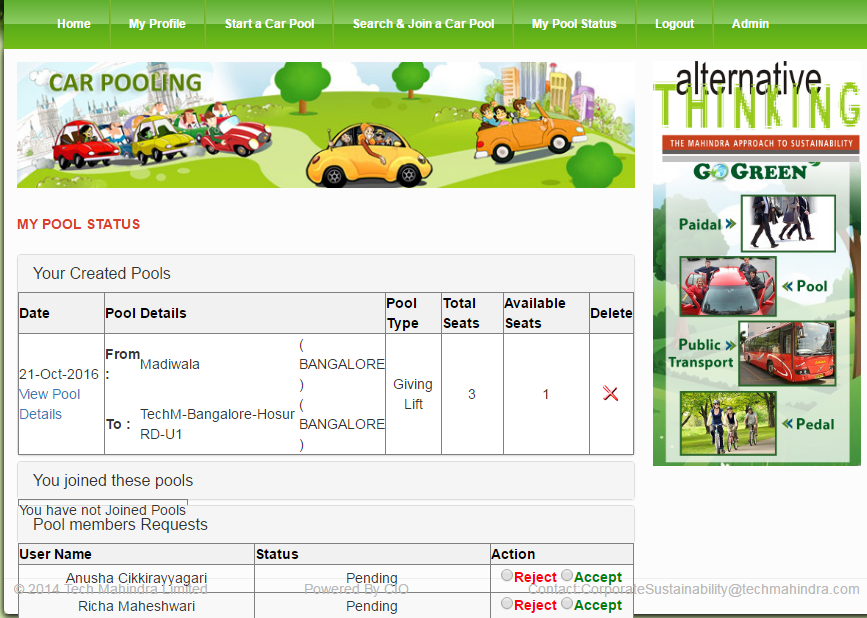 Home My Profile Start a Car Pool Search & Join a Car Pool My Pool Status Logout Admin
CAR POOLING
alternative
THINKING
THE MAHINDRA APPROACH TO SUSTAINABILITY
GO GREEN
Paidal
Pool
Public
Transport
Pedal
MY POOL STATUS
Your Created Pools
Date Pool Details Pool Type Total Seats Available Seats Delete
21-Oct-2016
View Pool
Details
From : Madiwala ( BANGALORE )
To : TechM-Bangalore-Hosur RD-U1 ( BANGALORE )
Giving Lift 3 1
You joined these pools
You have not Joined Pools
Pool members Requests
User Name Status Action
Anusha Cikkirayyagari Pending Reject Accept
© 2014 Tech Mahindra Limited Powered By CIO Contact:CorporateSustainability@techmahindra.com
Richa Maheshwari Pending Reject Accept